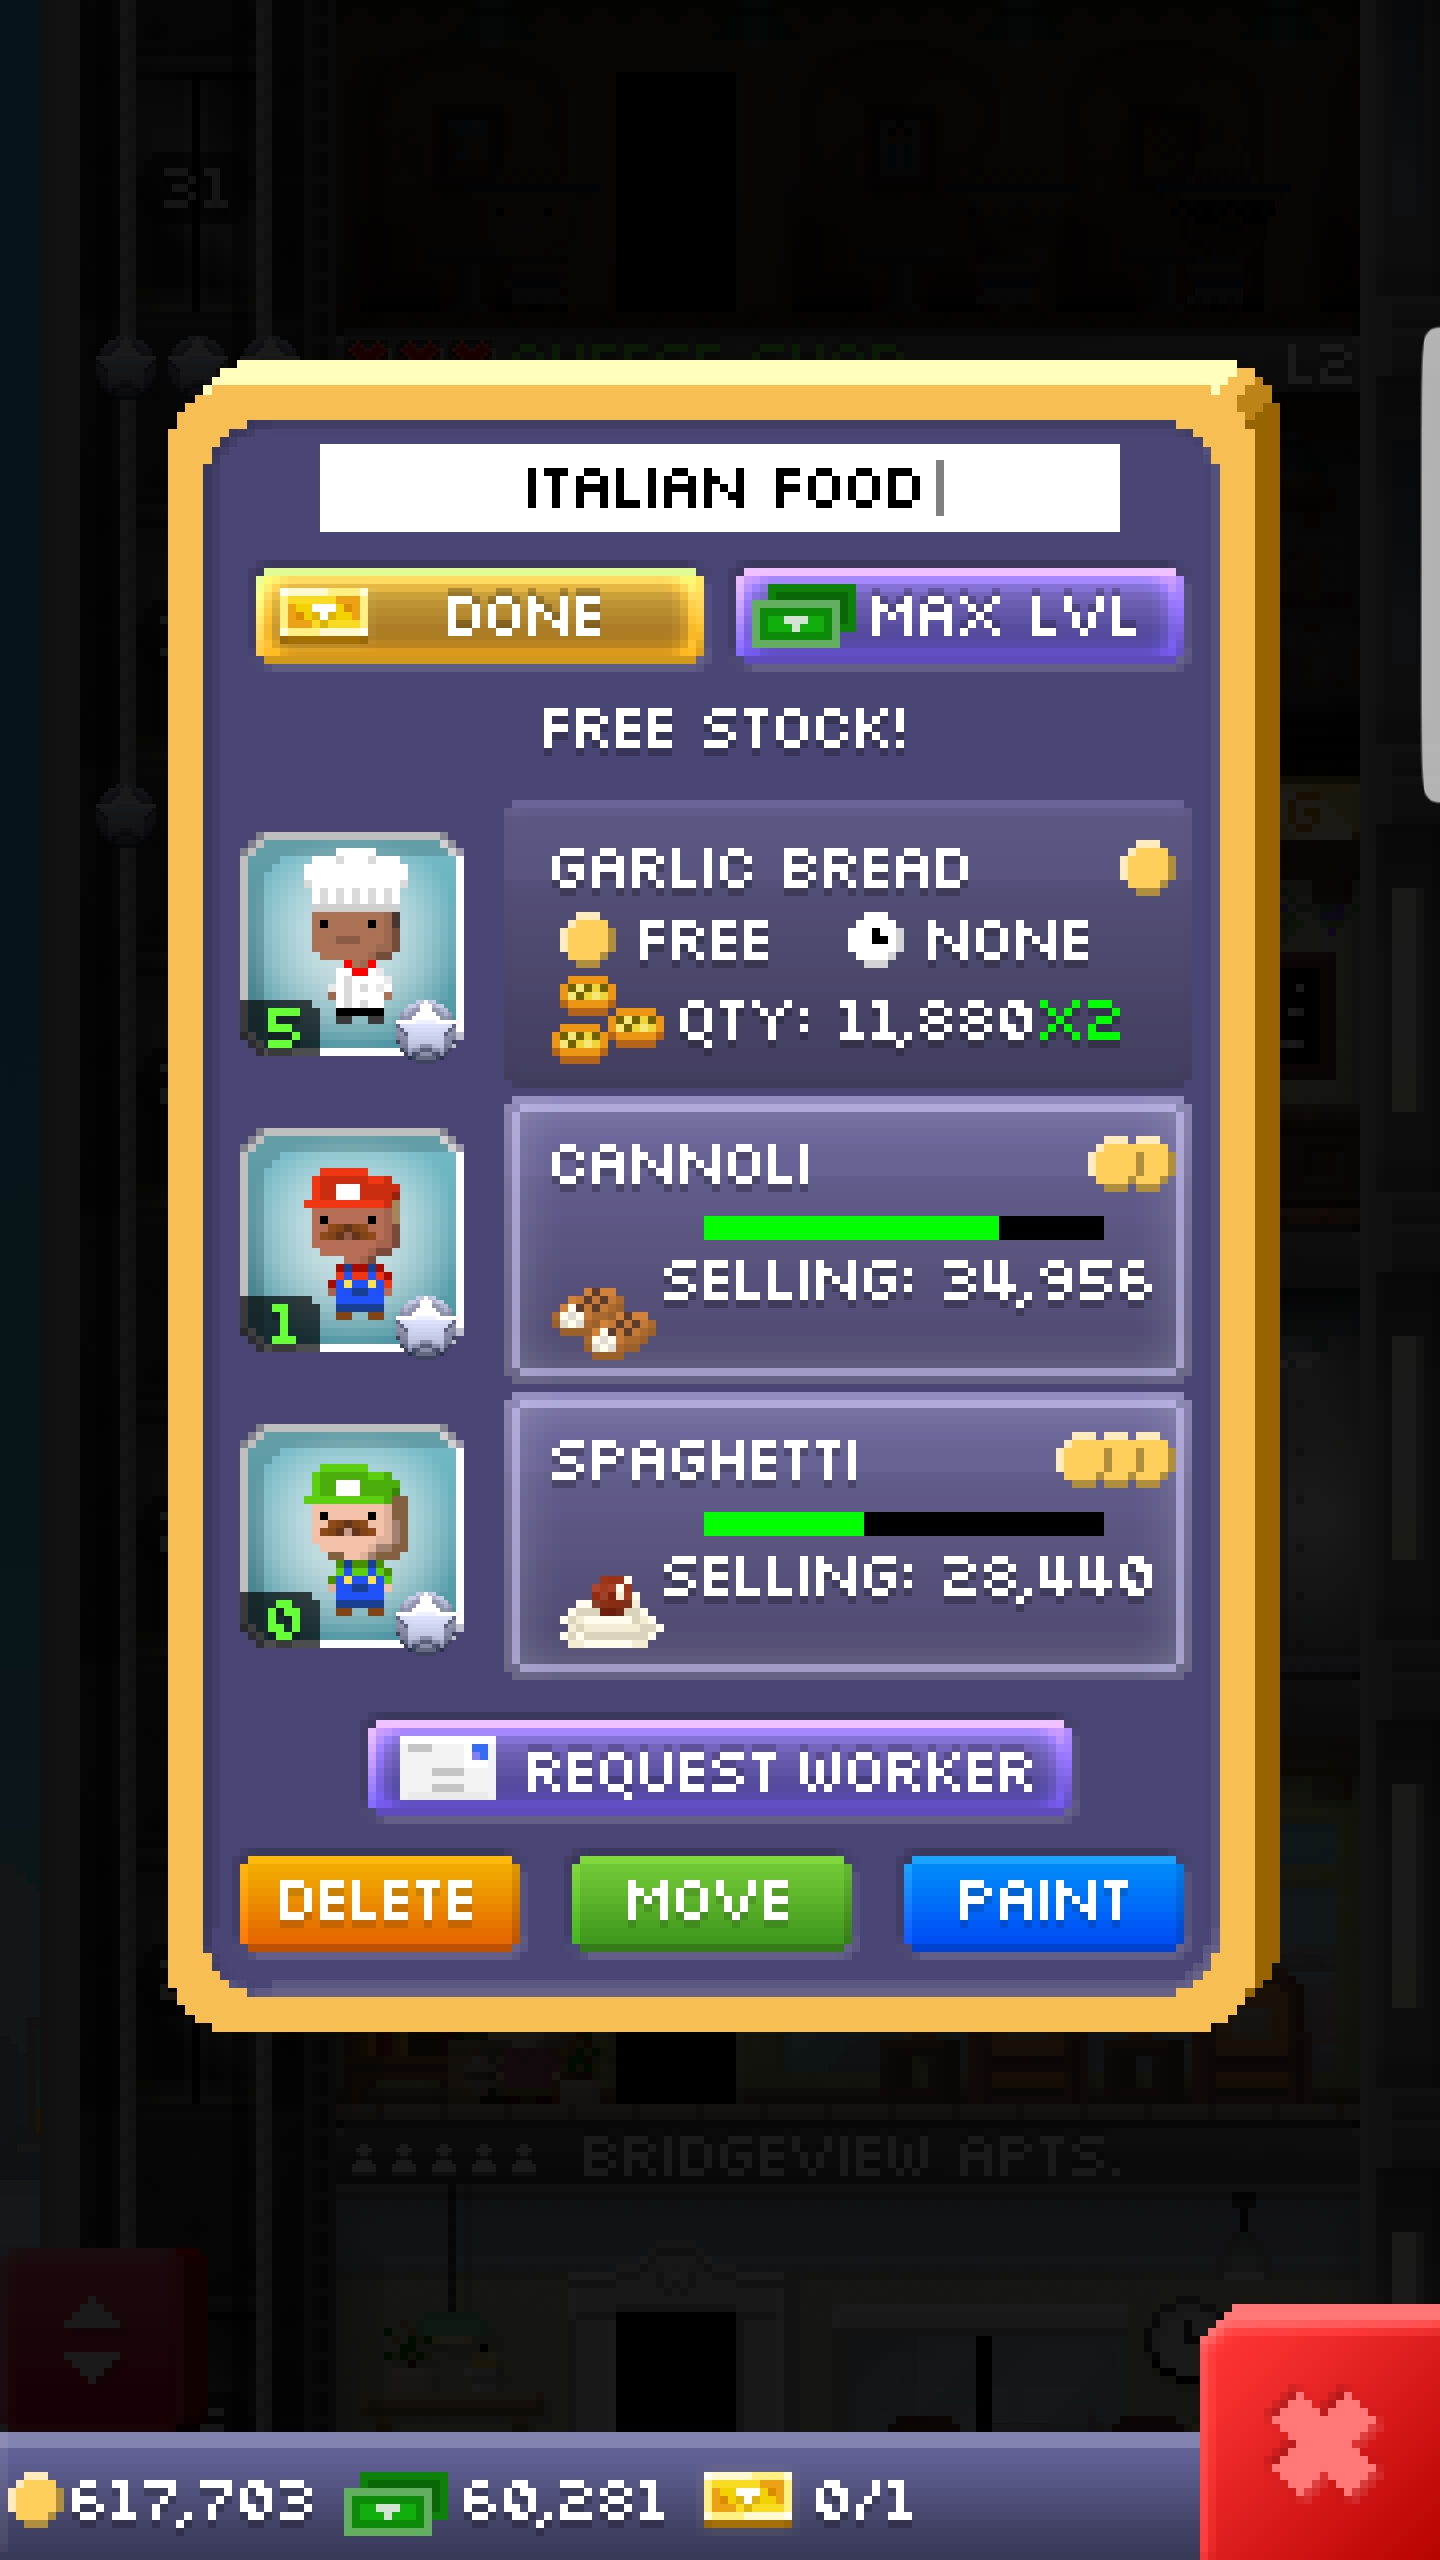 31
L2
ITALIAN FOOD
DONE
MAX LVL
FREE STOCK!
GARLIC BREAD
FREE NONE
QTY: 11,880X2
5
CANNOLI
SELLING: 34,956
1
SPAGHETTI
SELLING: 28,440
0
REQUEST WORKER
DELETE MOVE PAINT
BRIDGEVIEW APTS.
617,703 60,281 0/1